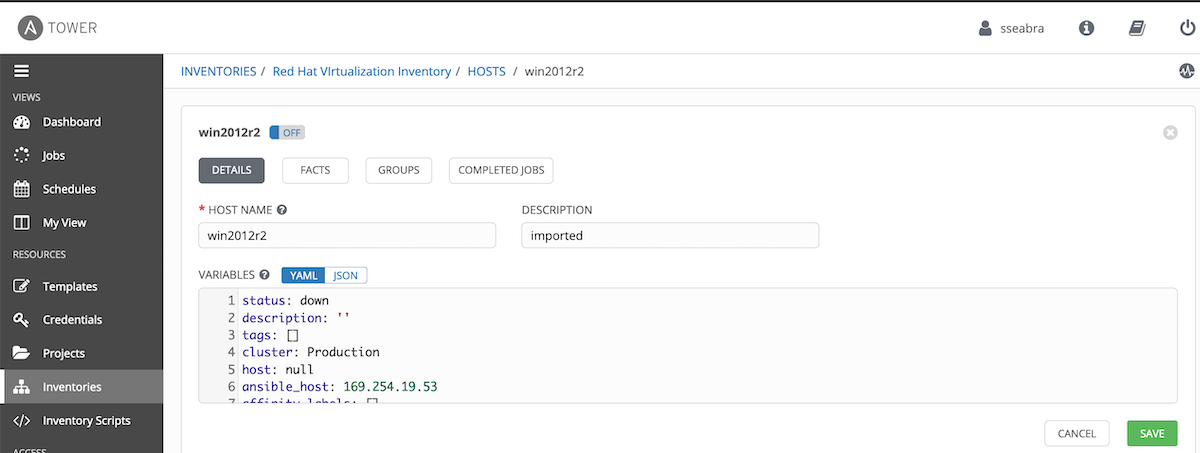 TOWER
sseabra
VIEWS
Dashboard
Jobs
Schedules
My View
RESOURCES
Templates
Credentials
Projects
Inventories
Inventory Scripts
ACCESS
INVENTORIES / Red Hat VIrtualization Inventory / HOSTS / win2012r2
win2012r2 OFF
DETAILS FACTS GROUPS COMPLETED JOBS
* HOST NAME ? DESCRIPTION
win2012r2 imported
VARIABLES ? YAML JSON
1 status: down
2 description: ''
3 tags: []
4 cluster: Production
5 host: null
6 ansible_host: 169.254.19.53
7 affinity_labels: []
CANCEL SAVE